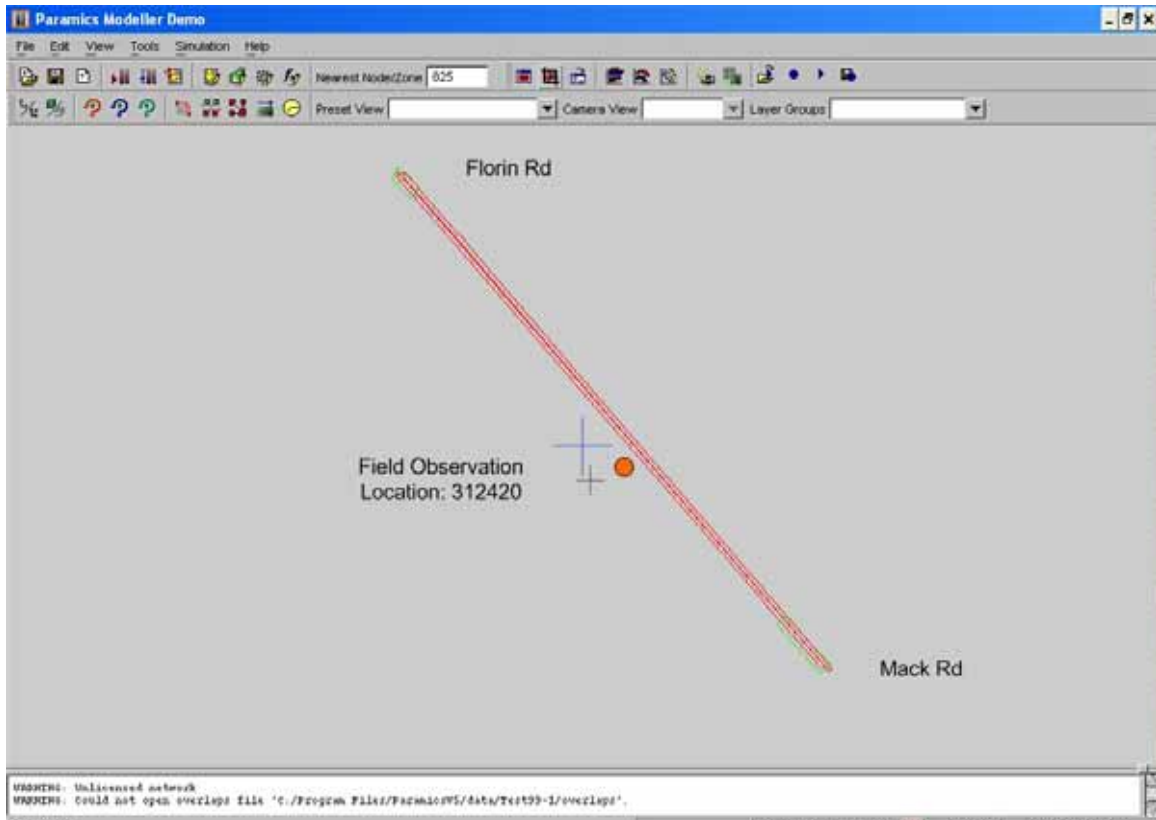 Paramics Modeller Demo
File Edit View Tools Simulation Help
Nearest Node/Zone 825
Preset View Camera View Layer Groups
Florin Rd
Field Observation
Location: 312420
Mack Rd
WARNING: Unlicensed network
WARNING: Could not open overlaps file 'C:/Program Files/ParamicsV5/data/Test99-1/overlaps'.